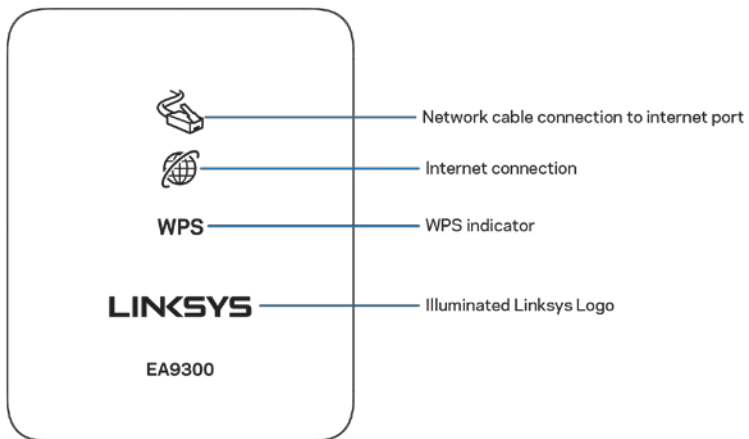 Network cable connection to internet port
Internet connection
WPS WPS indicator
LINKSYS Illuminated Linksys Logo
EA9300